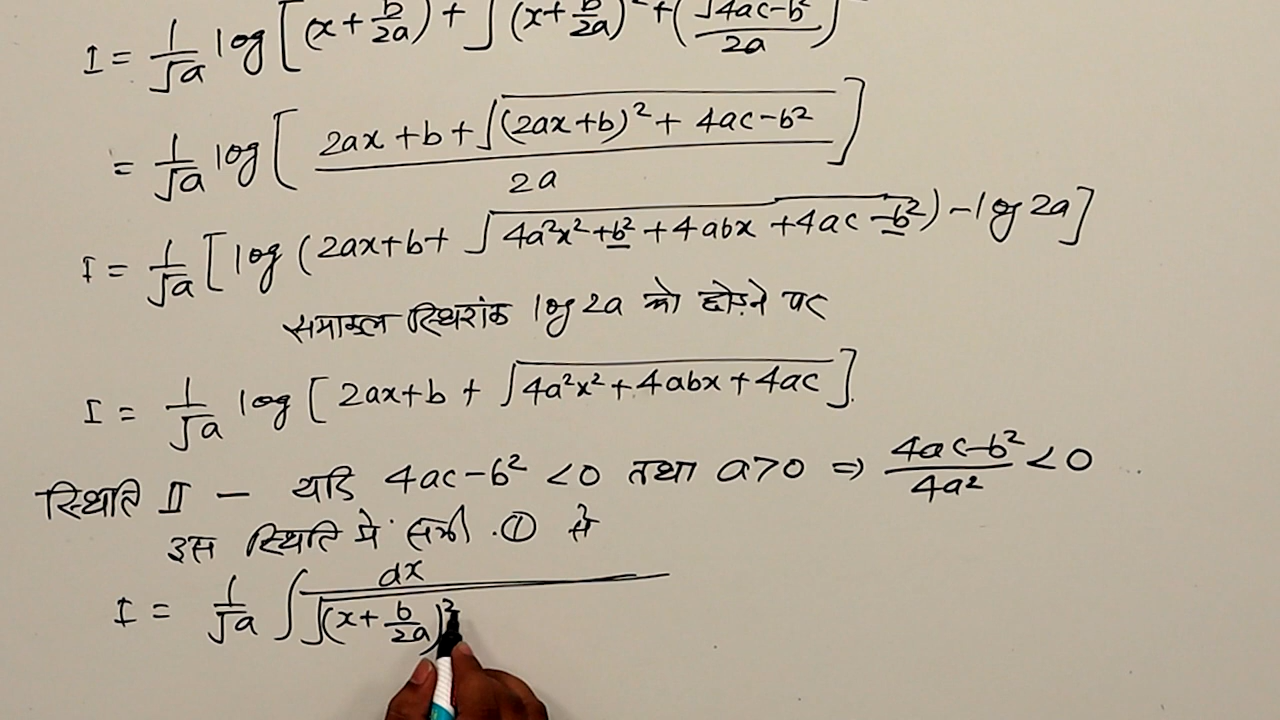 I = 1/√a log[(x + b/2a) + √(x + b/2a)² + (√4ac-b²/2a)²
= 1/√a log[(2ax + b + √(2ax+b)² + 4ac-b²)/2a]
I = 1/√a [log(2ax+b+ √4a²x²+b²+4abx+4ac-b²) - log 2a]
समाकल स्थिरांक log 2a को छोड़ने पर
I = 1/√a log[2ax+b + √4a²x²+4abx+4ac].
स्थिति II - यदि 4ac-b² <0 तथा a>0 ⇒ (4ac-b²)/4a² <0
इस स्थिति में समी. ① से
I = 1/√a ∫ dx/√(x + b/2a)²